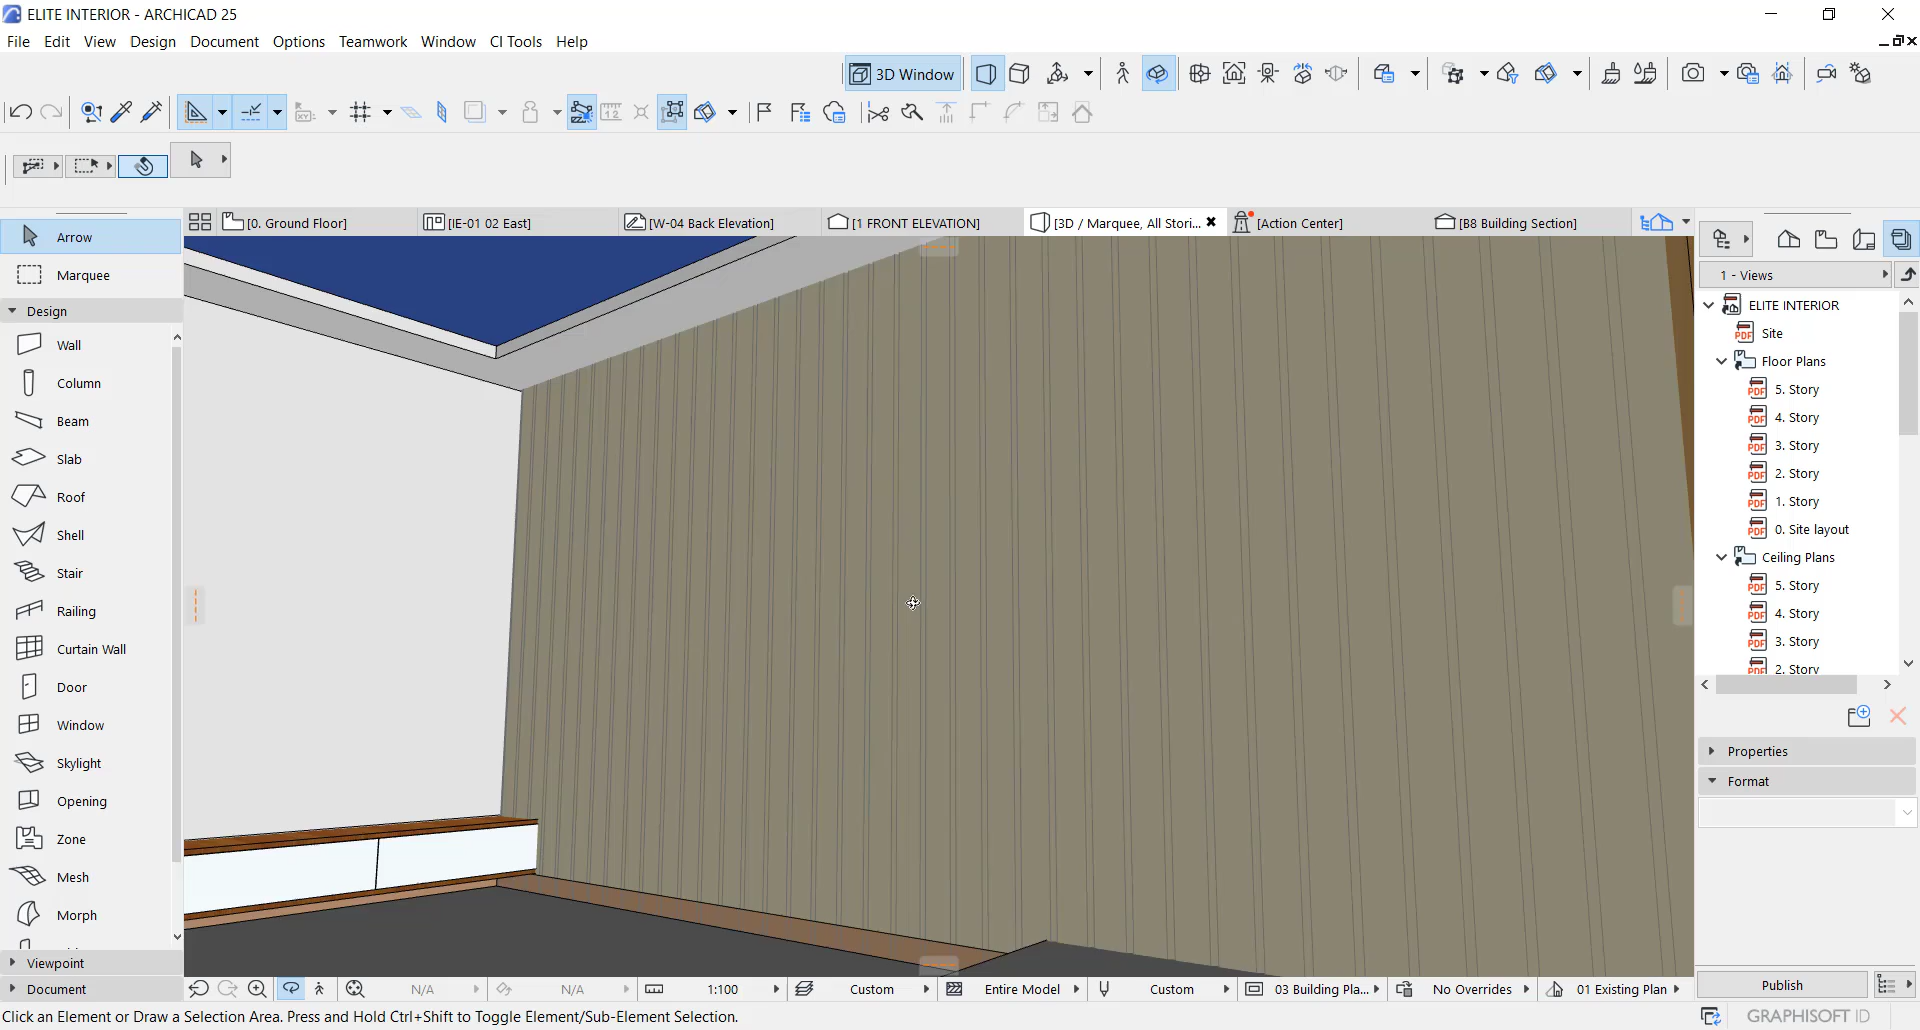 ELITE INTERIOR - ARCHICAD 25
File Edit View Design Document Options Teamwork Window CI Tools Help
3D Window
[0. Ground Floor]
[IE-01 02 East]
[W-04 Back Elevation]
[1 FRONT ELEVATION]
[3D / Marquee, All Stori...
[Action Center]
[B8 Building Section]
Arrow
Marquee
Design
Wall
Column
Beam
Slab
Roof
Shell
Stair
Railing
Curtain Wall
Door
Window
Skylight
Opening
Zone
Mesh
Morph
Viewpoint
Document
1 - Views
ELITE INTERIOR
Site
Floor Plans
5. Story
4. Story
3. Story
2. Story
1. Story
0. Site layout
Ceiling Plans
5. Story
4. Story
3. Story
2. Story
Properties
Format
Publish
N/A
N/A
1:100
Custom
Entire Model
Custom
03 Building Pla...
No Overrides
01 Existing Plan
Click an Element or Draw a Selection Area. Press and Hold Ctrl+Shift to Toggle Element/Sub-Element Selection.
GRAPHISOFT ID